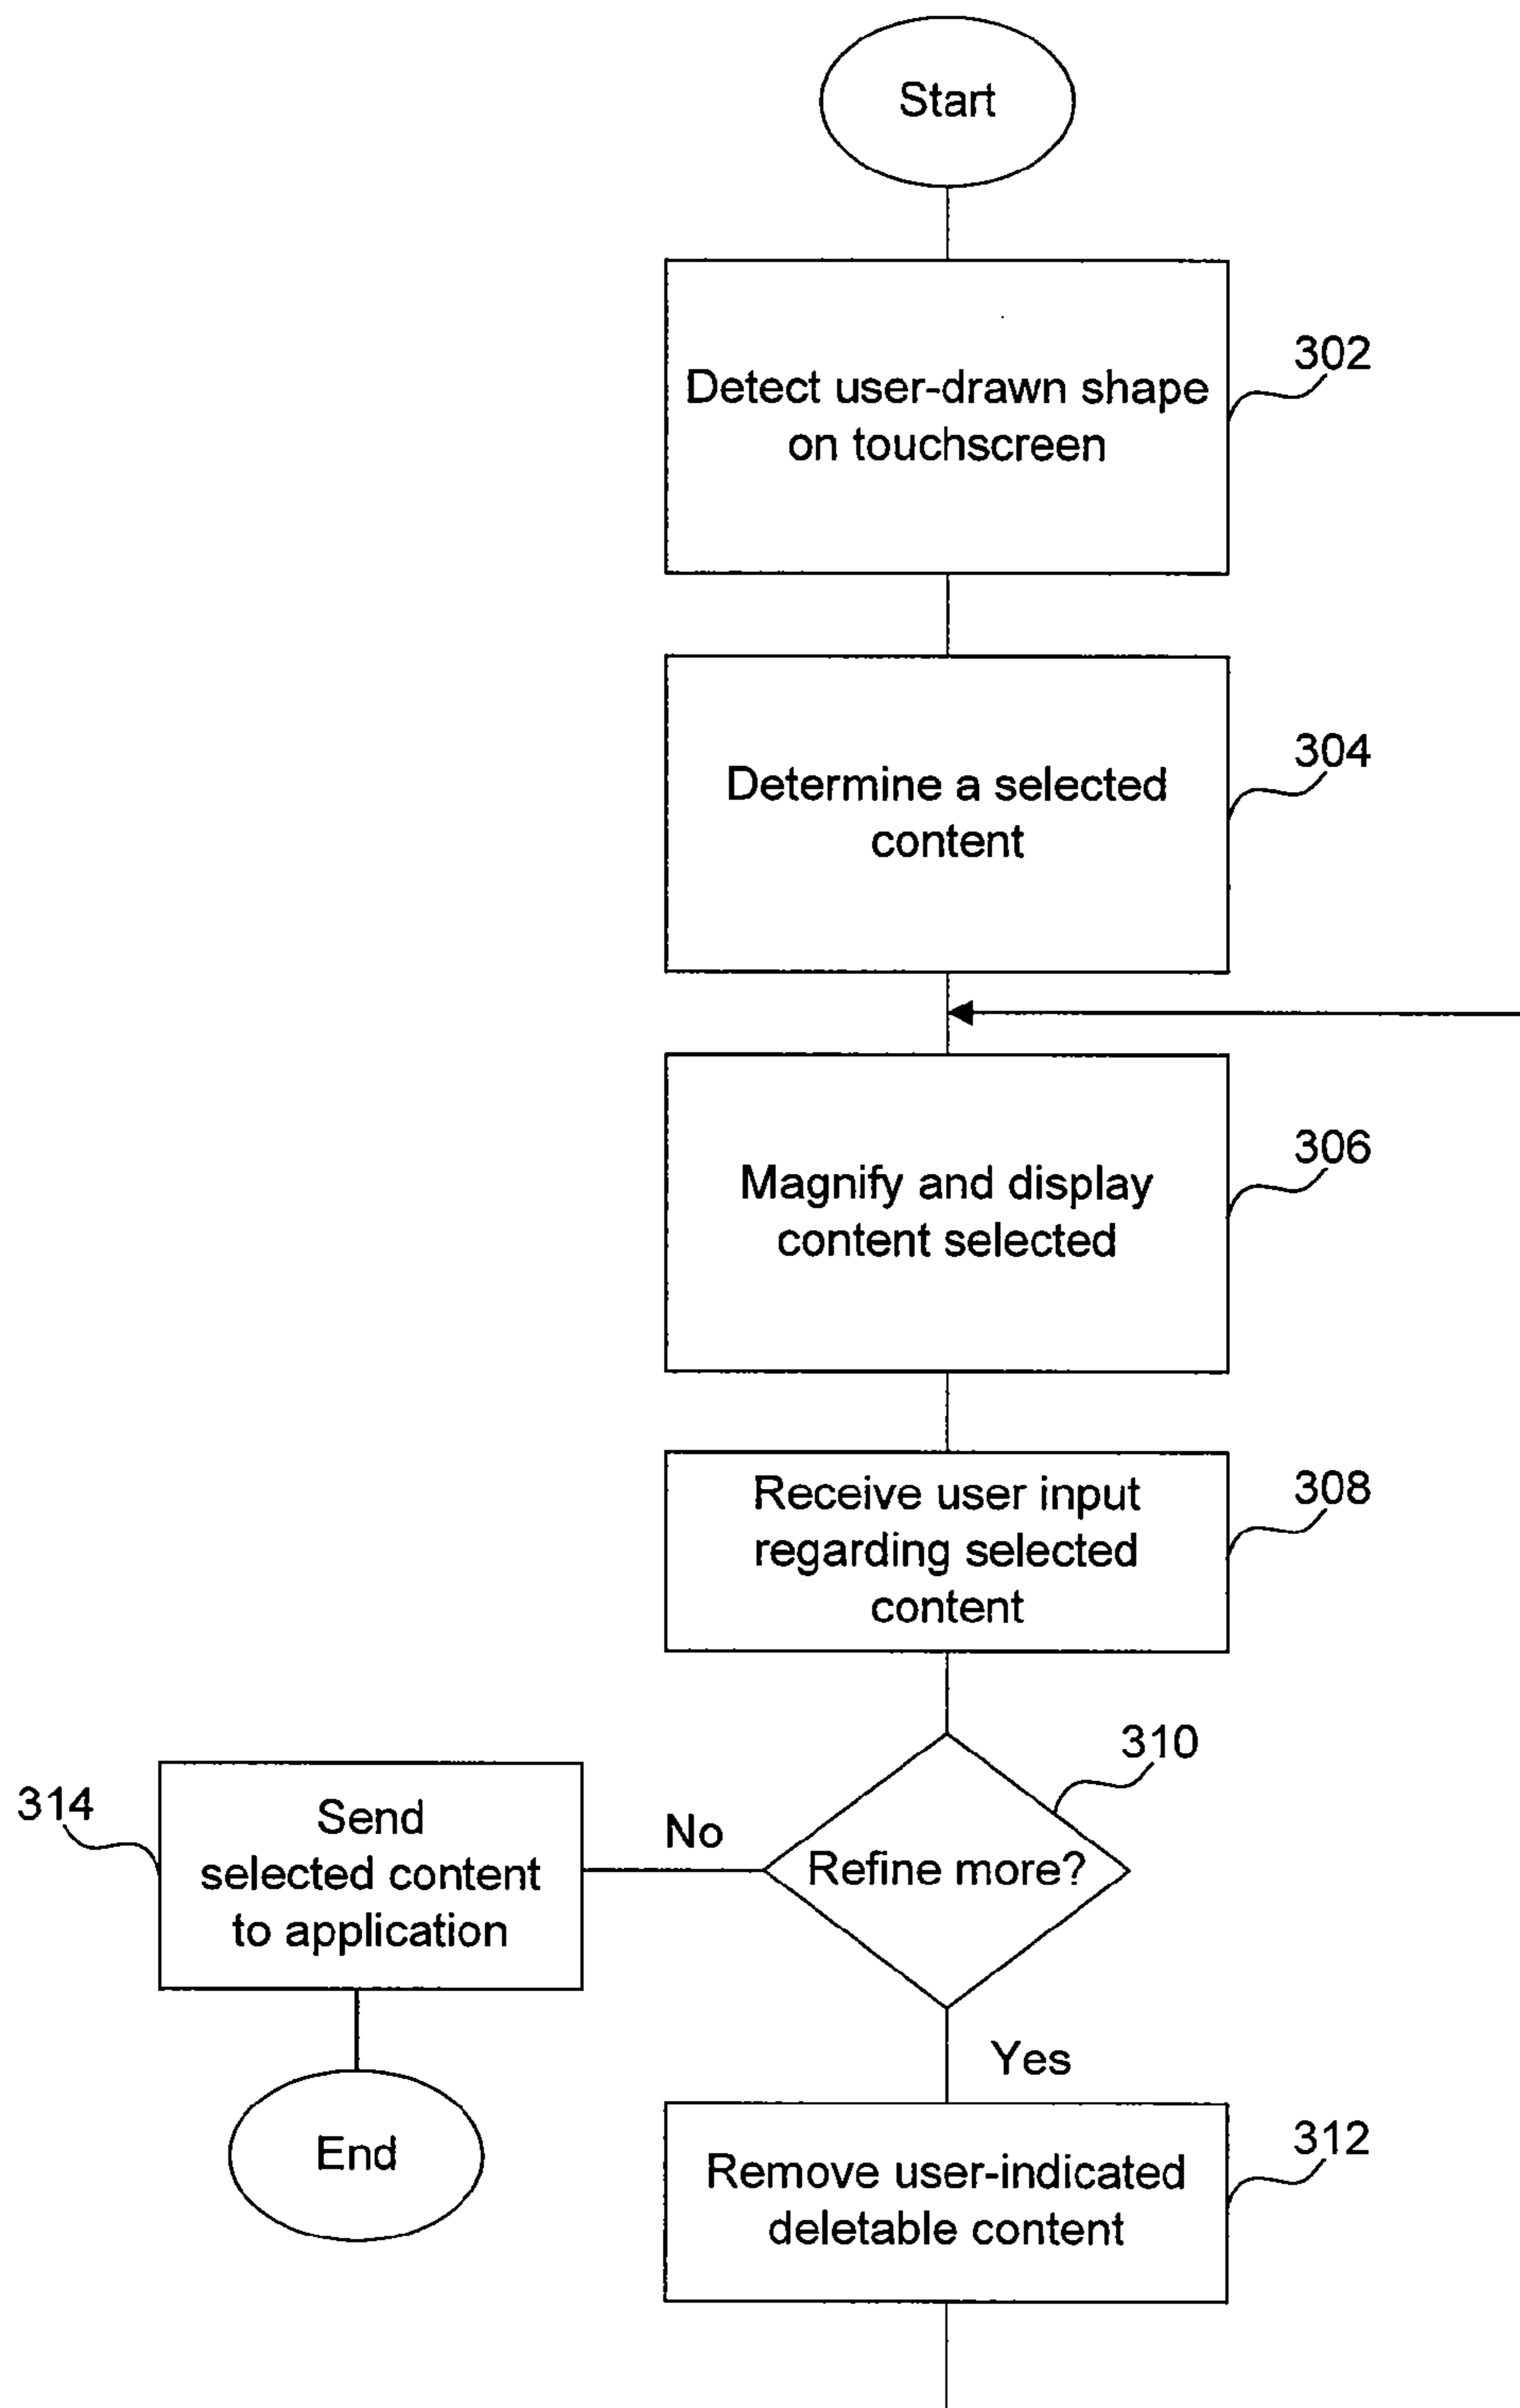 Start
Detect user-drawn shape
on touchscreen
302
Determine a selected
content
304
Magnify and display
content selected
306
Receive user input
regarding selected
content
308
310
Refine more?
No
314
Send
selected content
to application
Yes
End
Remove user-indicated
deletable content
312